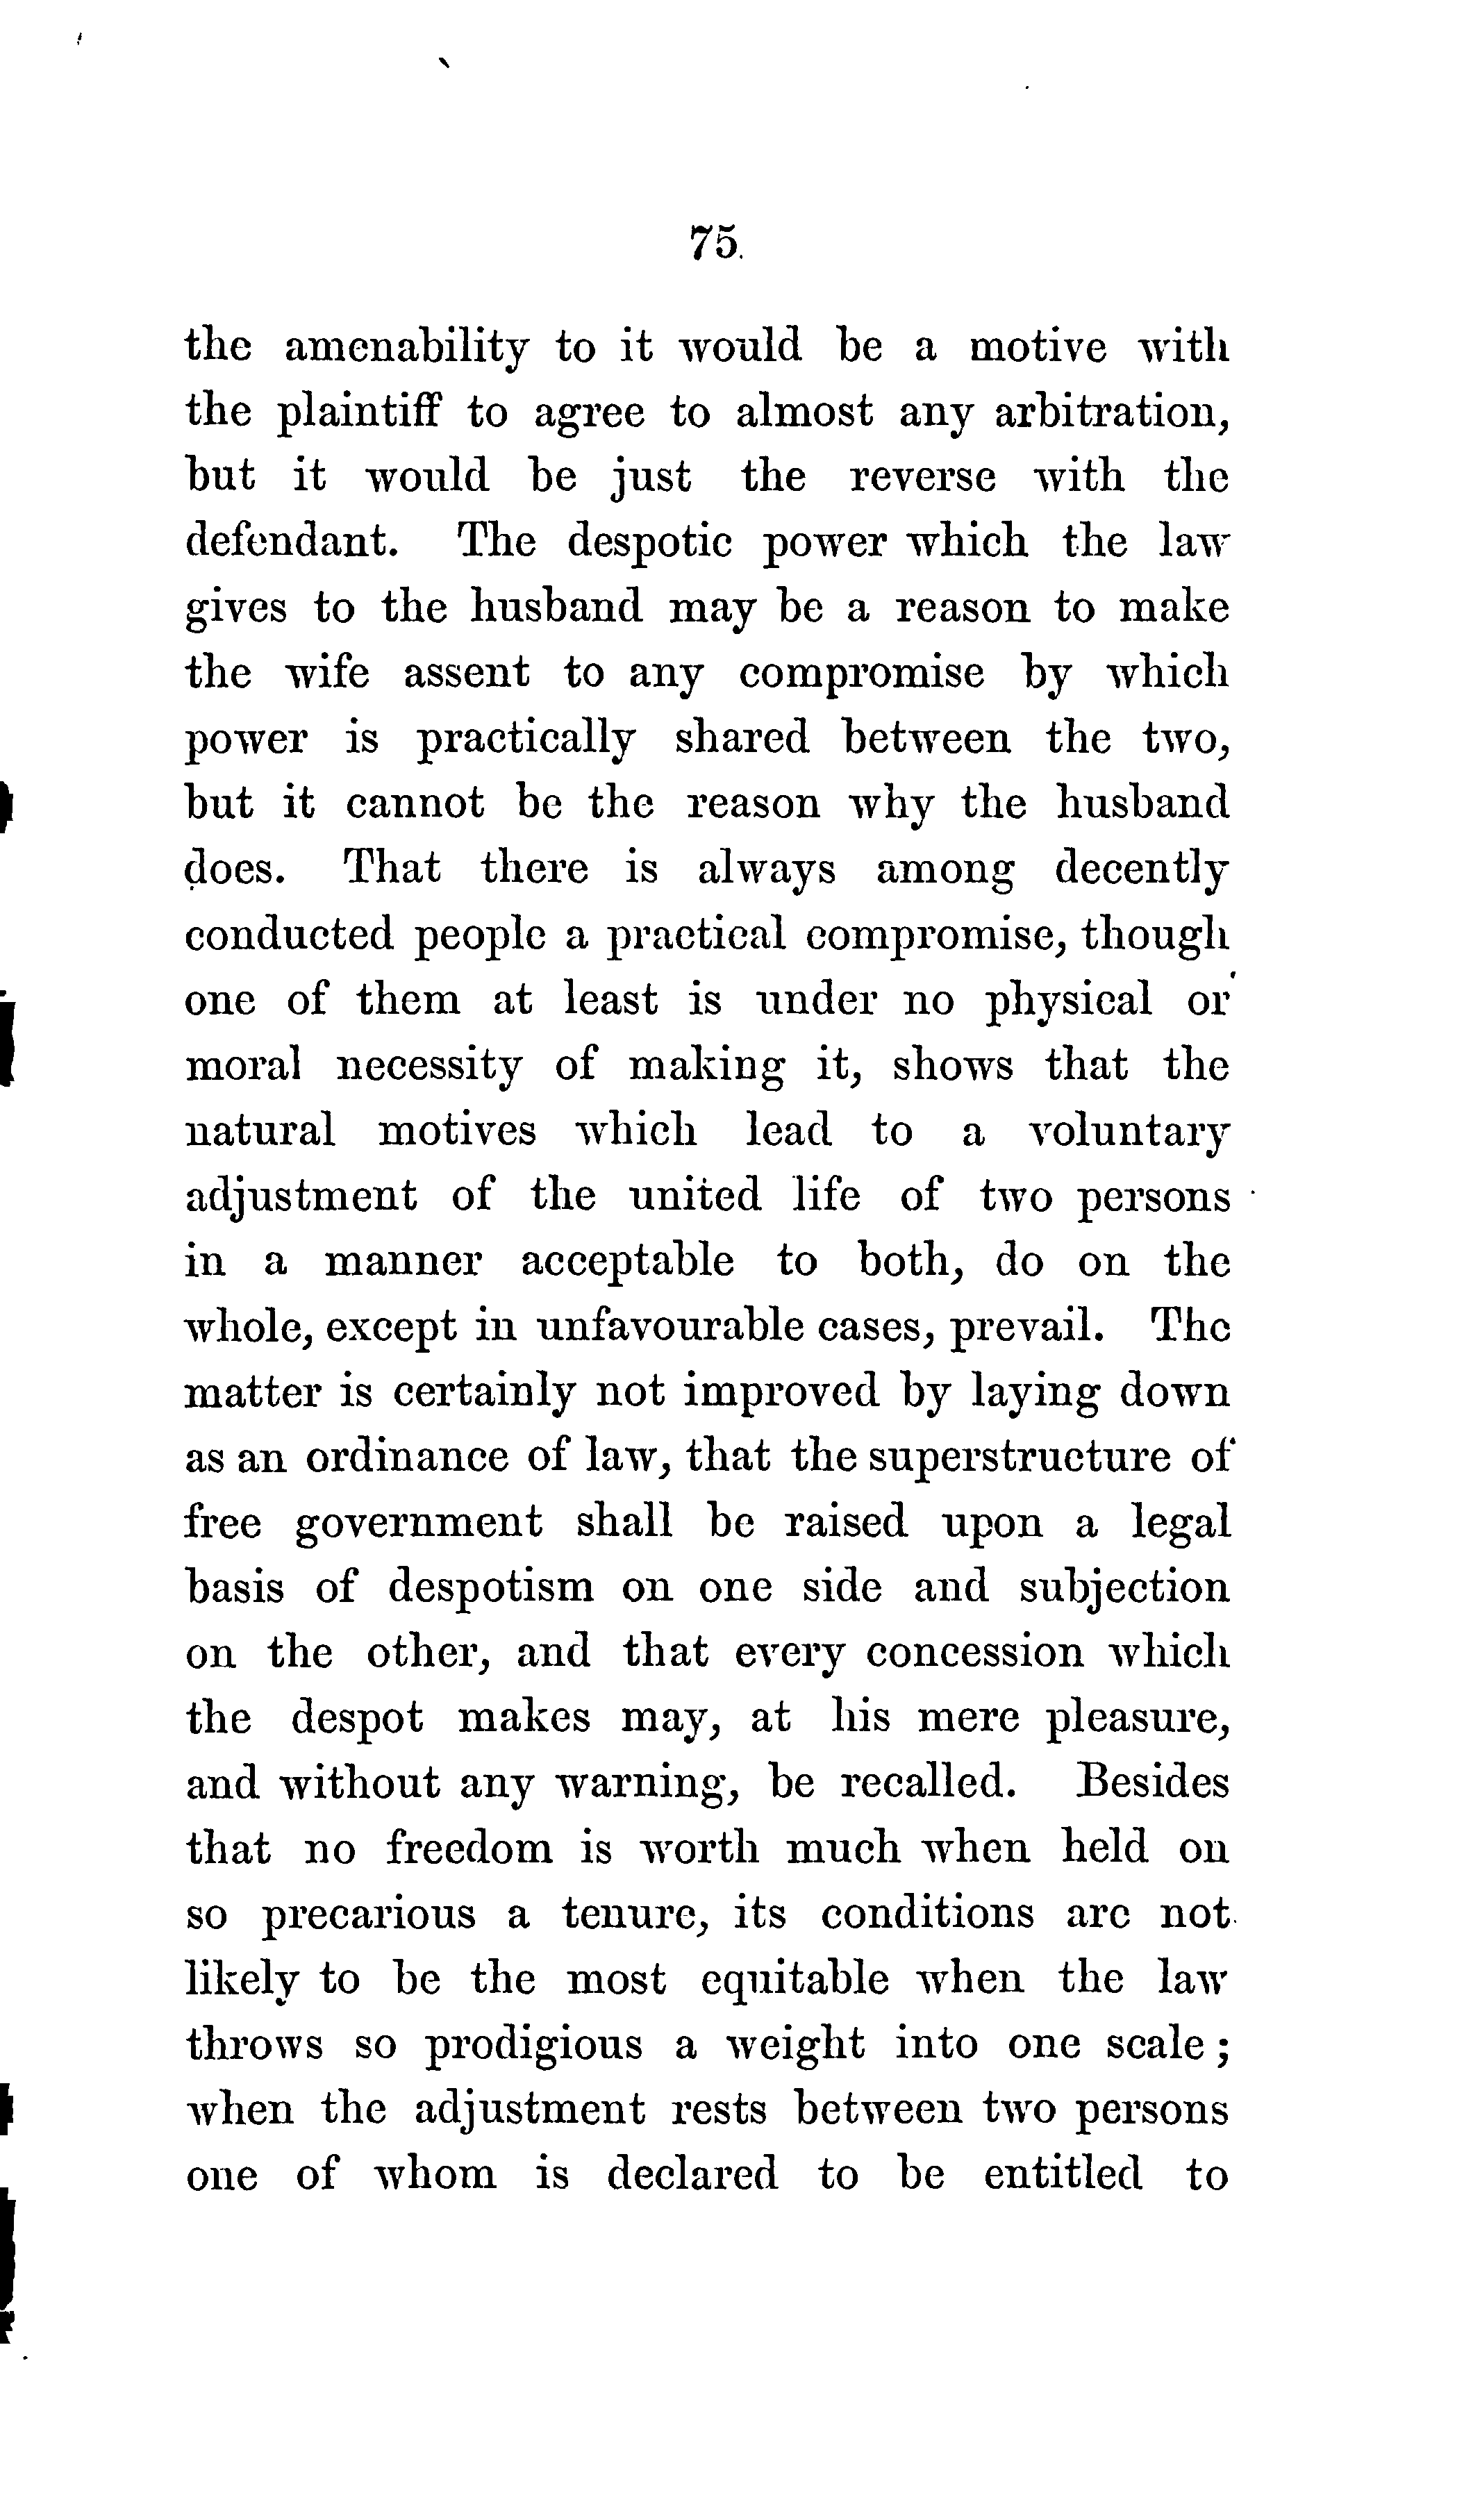 75.
the amenability to it would be a motive with
the plaintiff to agree to almost any arbitration,
but it would be just the reverse with the
defendant. The despotic power which the law
gives to the husband may be a reason to make
the wife assent to any compromise by which
power is practically shared between the two,
but it cannot be the reason why the husband
does. That there is always among decently
conducted people a practical compromise, though
one of them at least is under no physical or
moral necessity of making it, shows that the
natural motives which lead to a voluntary
adjustment of the united life of two persons
in a manner acceptable to both, do on the
whole, except in unfavourable cases, prevail. The
matter is certainly not improved by laying down
as an ordinance of law, that the superstructure of
free government shall be raised upon a legal
basis of despotism on one side and subjection
on the other, and that every concession which
the despot makes may, at his mere pleasure,
and without any warning, be recalled. Besides
that no freedom is worth much when held on
so precarious a tenure, its conditions are not
likely to be the most equitable when the law
throws so prodigious a weight into one scale;
when the adjustment rests between two persons
one of whom is declared to be entitled to